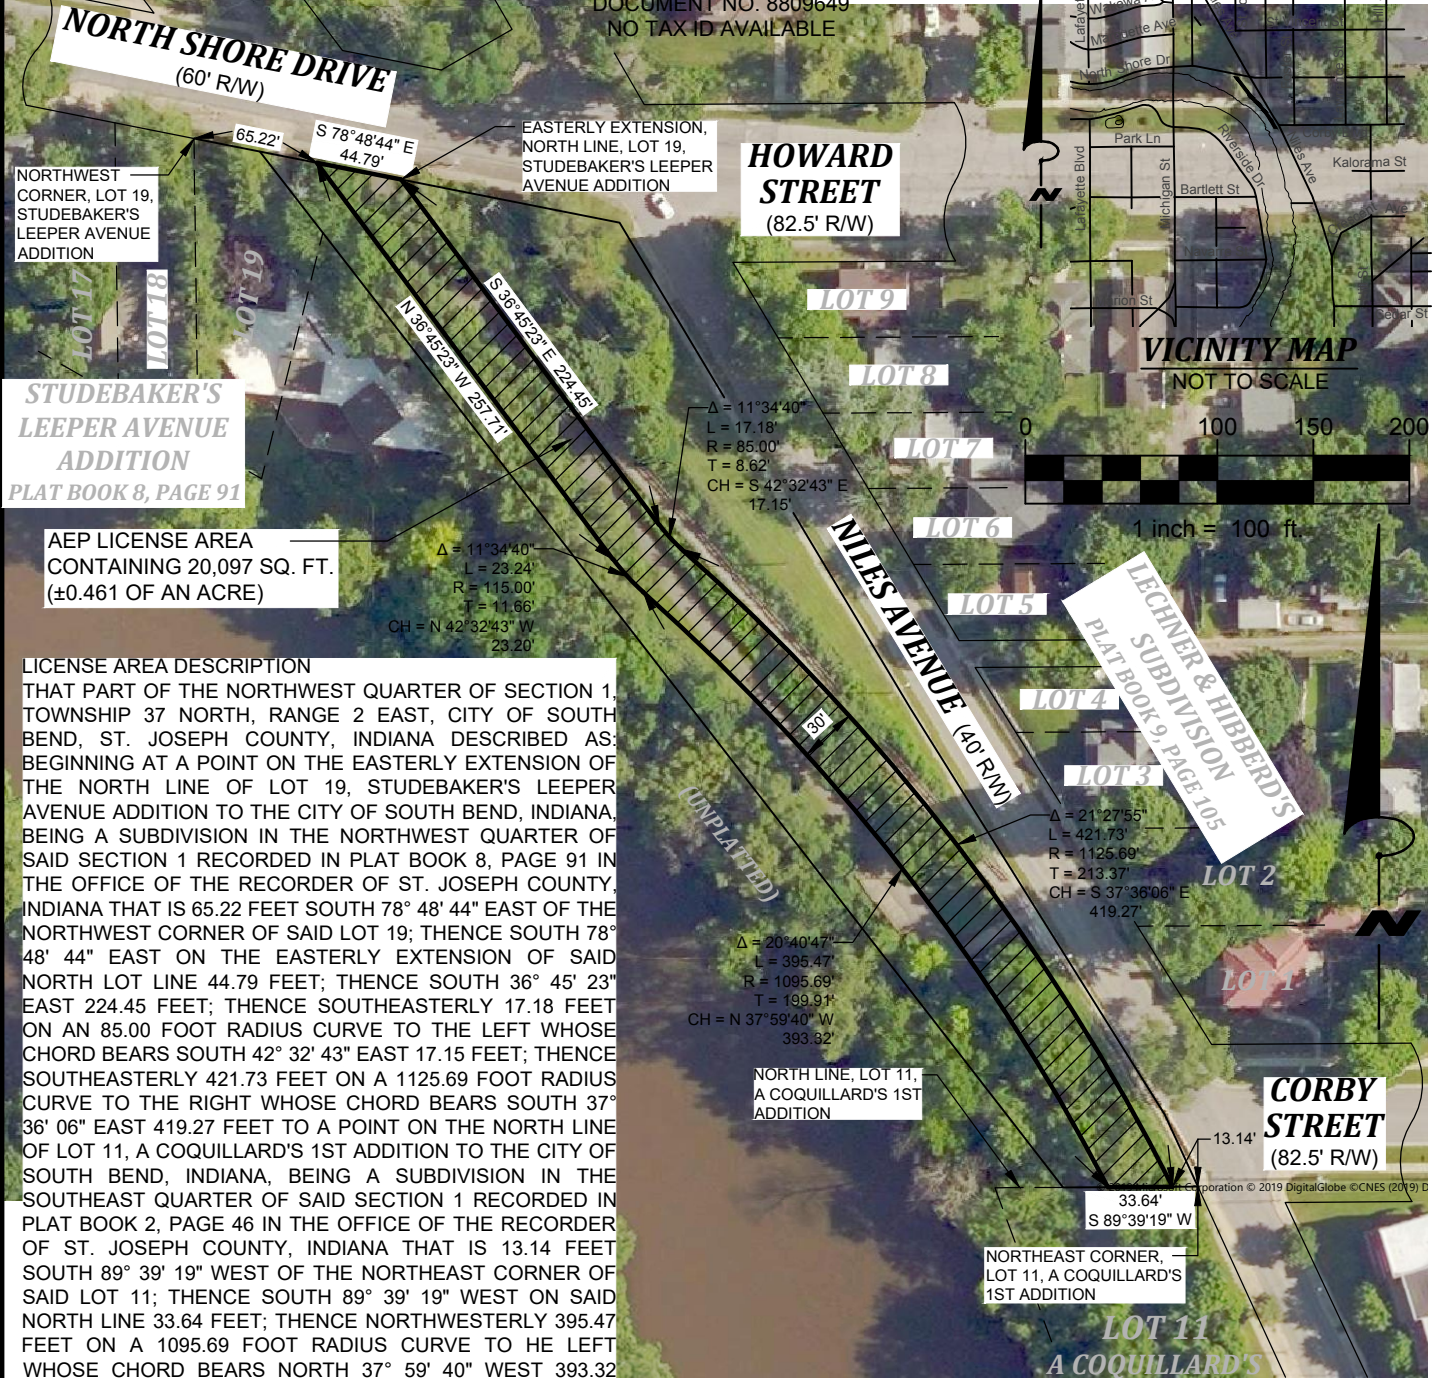 DOCUMENT NO. 8809649
NO TAX ID AVAILABLE
NORTH SHORE DRIVE
(60' R/W)
65.22'
S 78°48'44" E
44.79'
EASTERLY EXTENSION,
NORTH LINE, LOT 19,
STUDEBAKER'S LEEPER
AVENUE ADDITION
NORTHWEST
CORNER, LOT 19,
STUDEBAKER'S
LEEPER AVENUE
ADDITION
HOWARD
STREET
(82.5' R/W)
LOT 17
LOT 18
LOT 19
S 36°45'23" E 224.45'
N 36°45'23" W 257.71'
STUDEBAKER'S
LEEPER AVENUE
ADDITION
PLAT BOOK 8, PAGE 91
AEP LICENSE AREA
CONTAINING 20,097 SQ. FT.
(±0.461 OF AN ACRE)
Δ = 11°34'40"
L = 17.18'
R = 85.00'
T = 8.62'
CH = S 42°32'43" E
17.15'
Δ = 11°34'40"
L = 23.24'
R = 115.00'
T = 11.66'
CH = N 42°32'43" W
23.20'
LOT 9
LOT 8
LOT 7
LOT 6
LOT 5
LOT 4
LOT 3
LOT 2
LOT 1
Marquette Ave
North Shore Dr
Park Ln
Lafayette Blvd
Michigan St
Bartlett St
Riverside Dr
Niles Ave
Kalorama St
Cedar St
VICINITY MAP
NOT TO SCALE
0 100 150 200
1 inch = 100 ft.
NILES AVENUE (40' R/W)
LECHNER & HIBBERD'S
SUBDIVISION
PLAT BOOK 9, PAGE 105
N
30'
(UNPLATTED)
Δ = 21°27'55"
L = 421.73'
R = 1125.69'
T = 213.37'
CH = S 37°36'06" E
419.27'
Δ = 20°40'47"
L = 395.47'
R = 1095.69'
T = 199.91'
CH = N 37°59'40" W
393.32'
NORTH LINE, LOT 11,
A COQUILLARD'S 1ST
ADDITION
CORBY
STREET
(82.5' R/W)
13.14'
Corporation © 2019 DigitalGlobe ©CNES (2019) D
33.64'
S 89°39'19" W
NORTHEAST CORNER,
LOT 11, A COQUILLARD'S
1ST ADDITION
LOT 11
A COQUILLARD'S
LICENSE AREA DESCRIPTION
THAT PART OF THE NORTHWEST QUARTER OF SECTION 1,
TOWNSHIP 37 NORTH, RANGE 2 EAST, CITY OF SOUTH
BEND, ST. JOSEPH COUNTY, INDIANA DESCRIBED AS:
BEGINNING AT A POINT ON THE EASTERLY EXTENSION OF
THE NORTH LINE OF LOT 19, STUDEBAKER'S LEEPER
AVENUE ADDITION TO THE CITY OF SOUTH BEND, INDIANA,
BEING A SUBDIVISION IN THE NORTHWEST QUARTER OF
SAID SECTION 1 RECORDED IN PLAT BOOK 8, PAGE 91 IN
THE OFFICE OF THE RECORDER OF ST. JOSEPH COUNTY,
INDIANA THAT IS 65.22 FEET SOUTH 78° 48' 44" EAST OF THE
NORTHWEST CORNER OF SAID LOT 19; THENCE SOUTH 78°
48' 44" EAST ON THE EASTERLY EXTENSION OF SAID
NORTH LOT LINE 44.79 FEET; THENCE SOUTH 36° 45' 23"
EAST 224.45 FEET; THENCE SOUTHEASTERLY 17.18 FEET
ON AN 85.00 FOOT RADIUS CURVE TO THE LEFT WHOSE
CHORD BEARS SOUTH 42° 32' 43" EAST 17.15 FEET; THENCE
SOUTHEASTERLY 421.73 FEET ON A 1125.69 FOOT RADIUS
CURVE TO THE RIGHT WHOSE CHORD BEARS SOUTH 37°
36' 06" EAST 419.27 FEET TO A POINT ON THE NORTH LINE
OF LOT 11, A COQUILLARD'S 1ST ADDITION TO THE CITY OF
SOUTH BEND, INDIANA, BEING A SUBDIVISION IN THE
SOUTHEAST QUARTER OF SAID SECTION 1 RECORDED IN
PLAT BOOK 2, PAGE 46 IN THE OFFICE OF THE RECORDER
OF ST. JOSEPH COUNTY, INDIANA THAT IS 13.14 FEET
SOUTH 89° 39' 19" WEST OF THE NORTHEAST CORNER OF
SAID LOT 11; THENCE SOUTH 89° 39' 19" WEST ON SAID
NORTH LINE 33.64 FEET; THENCE NORTHWESTERLY 395.47
FEET ON A 1095.69 FOOT RADIUS CURVE TO HE LEFT
WHOSE CHORD BEARS NORTH 37° 59' 40" WEST 393.32